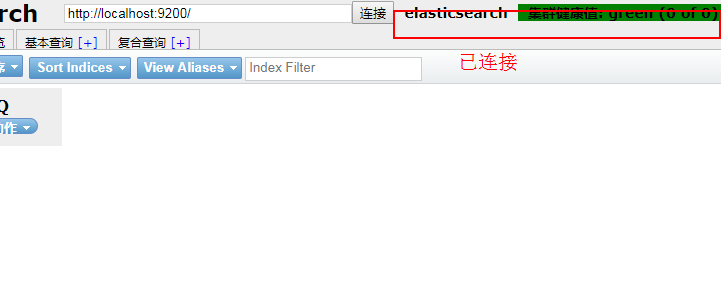 rch http://localhost:9200/ 连接 elasticsearch 集群健康值: green (0 of 0)
览 基本查询 [+] 复合查询 [+]
序 Sort Indices View Aliases Index Filter
已连接
Q
动作